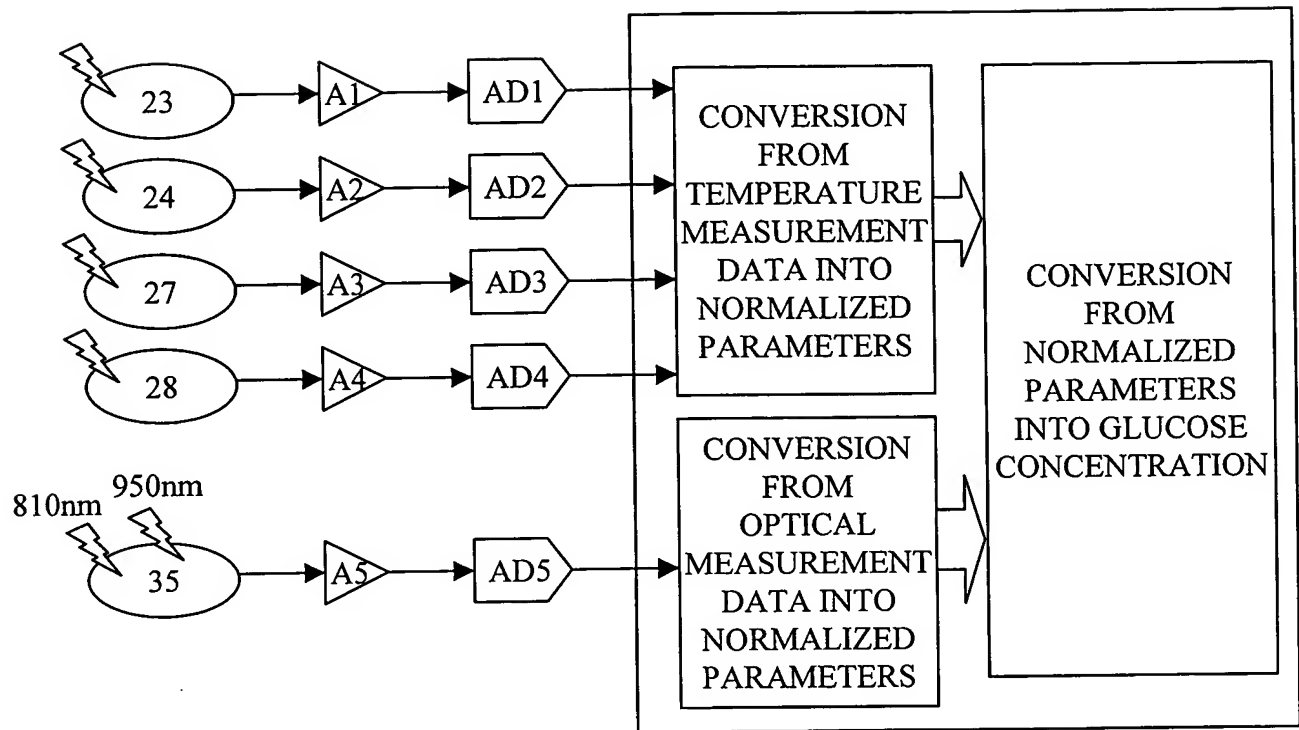 23
A1
AD1
24
A2
AD2
27
A3
AD3
28
A4
AD4
CONVERSION
FROM
TEMPERATURE
MEASUREMENT
DATA INTO
NORMALIZED
PARAMETERS
810nm
950nm
35
A5
AD5
CONVERSION
FROM
OPTICAL
MEASUREMENT
DATA INTO
NORMALIZED
PARAMETERS
CONVERSION
FROM
NORMALIZED
PARAMETERS
INTO GLUCOSE
CONCENTRATION